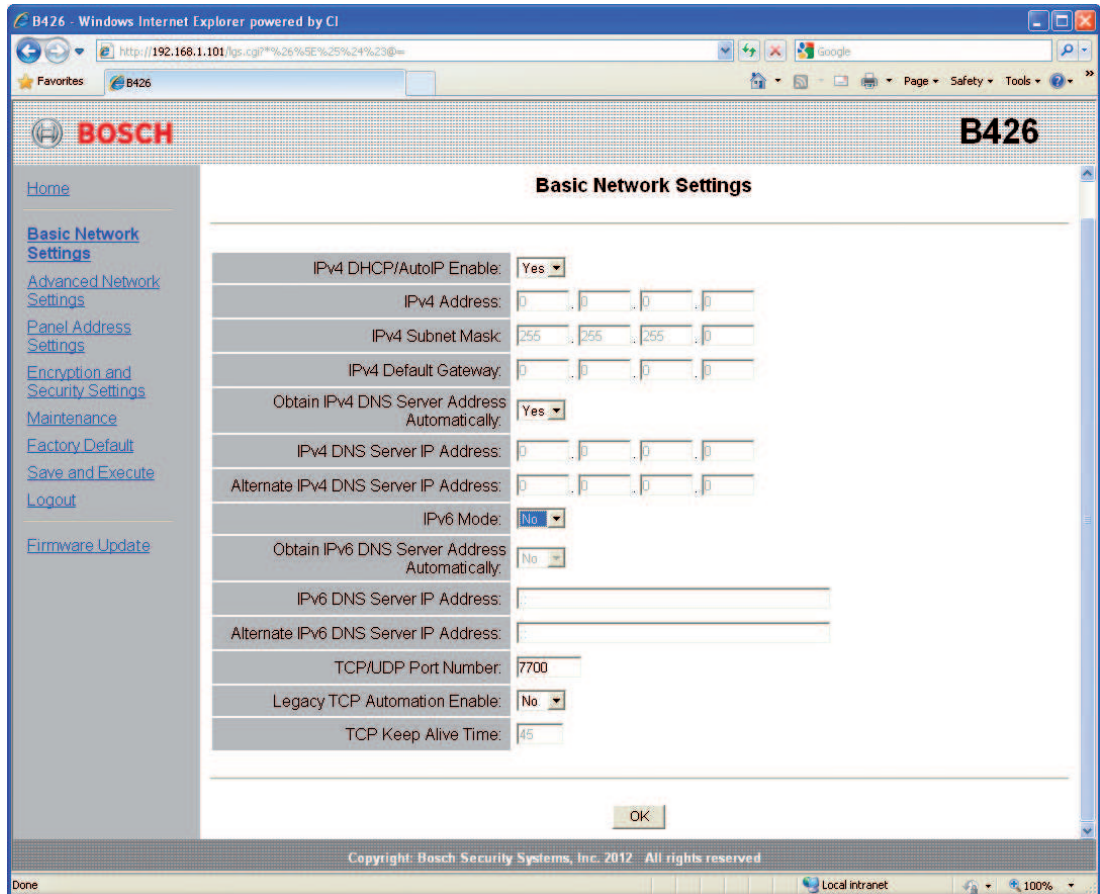 B426 - Windows Internet Explorer powered by CI
http://192.168.1.101/lgs.cgi?*%26%5E%25%24%23@=
Google
Favorites
B426
Page
Safety
Tools
BOSCH
B426
Home
Basic Network
Settings
Advanced Network
Settings
Panel Address
Settings
Encryption and
Security Settings
Maintenance
Factory Default
Save and Execute
Logout
Firmware Update
Basic Network Settings
IPv4 DHCP/AutoIP Enable: Yes
IPv4 Address: 0 . 0 . 0 . 0
IPv4 Subnet Mask: 255 . 255 . 255 . 0
IPv4 Default Gateway: 0 . 0 . 0 . 0
Obtain IPv4 DNS Server Address
Automatically: Yes
IPv4 DNS Server IP Address: 0 . 0 . 0 . 0
Alternate IPv4 DNS Server IP Address: 0 . 0 . 0 . 0
IPv6 Mode: No
Obtain IPv6 DNS Server Address
Automatically: No
IPv6 DNS Server IP Address:
Alternate IPv6 DNS Server IP Address:
TCP/UDP Port Number: 7700
Legacy TCP Automation Enable: No
TCP Keep Alive Time: 45
OK
Copyright: Bosch Security Systems, Inc. 2012 All rights reserved
Done
Local intranet
100%